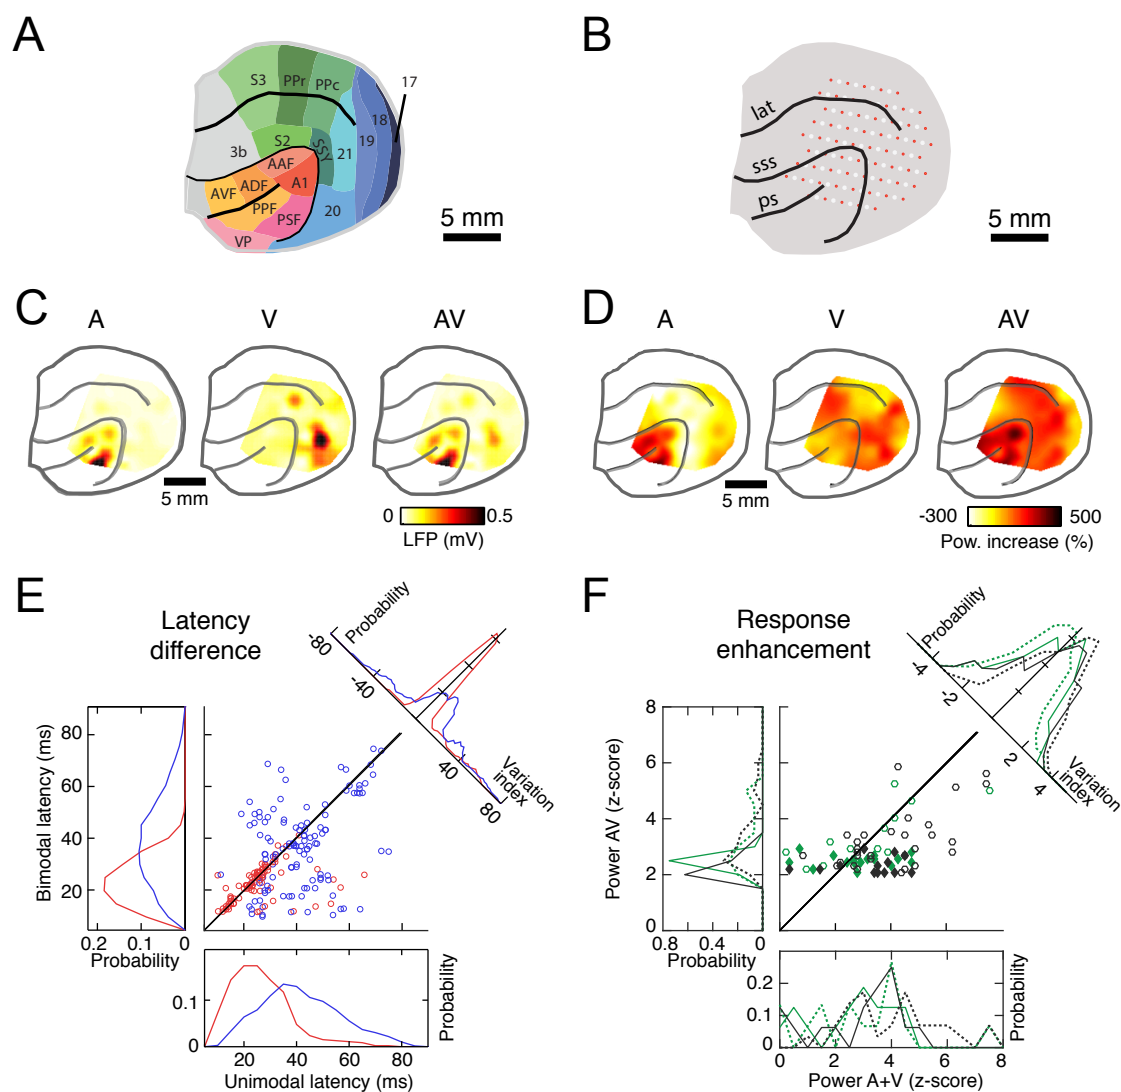 A
S3
PPr
PPc
17
18
19
S2
SSY
21
3b
AAF
A1
AVF
ADF
PPF
PSF
20
VP
5 mm
B
lat
sss
ps
5 mm
C
A
V
AV
5 mm
0
0.5
LFP (mV)
D
A
V
AV
5 mm
-300
500
Pow. increase (%)
E
Latency
difference
Probability
-80
-40
40
80
Variation
index
Bimodal latency (ms)
80
60
40
20
0.2
0.1
0
Probability
0.1
0
0
20
40
60
80
Probability
Unimodal latency (ms)
F
Response
enhancement
Probability
-4
-2
2
4
Variation
index
Power AV (z-score)
8
6
4
2
0
0.8
0.4
0
Probability
0.2
0.1
0
0
2
4
6
8
Probability
Power A+V (z-score)